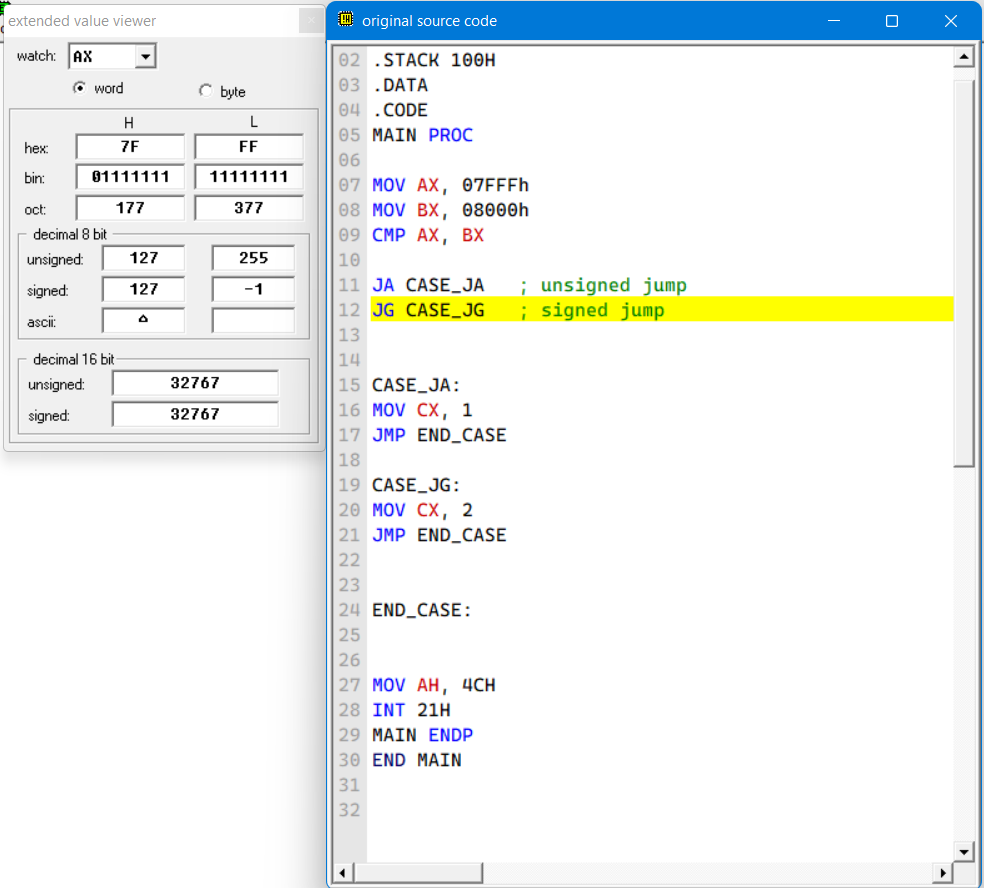 extended value viewer
watch: AX
word byte
H L
hex: 7F FF
bin: 01111111 11111111
oct: 177 377
decimal 8 bit
unsigned: 127 255
signed: 127 -1
ascii:
decimal 16 bit
unsigned: 32767
signed: 32767
original source code
02 .STACK 100H
03 .DATA
04 .CODE
05 MAIN PROC
06
07 MOV AX, 07FFFh
08 MOV BX, 08000h
09 CMP AX, BX
10
11 JA CASE_JA ; unsigned jump
12 JG CASE_JG ; signed jump
13
14
15 CASE_JA:
16 MOV CX, 1
17 JMP END_CASE
18
19 CASE_JG:
20 MOV CX, 2
21 JMP END_CASE
22
23
24 END_CASE:
25
26
27 MOV AH, 4CH
28 INT 21H
29 MAIN ENDP
30 END MAIN
31
32